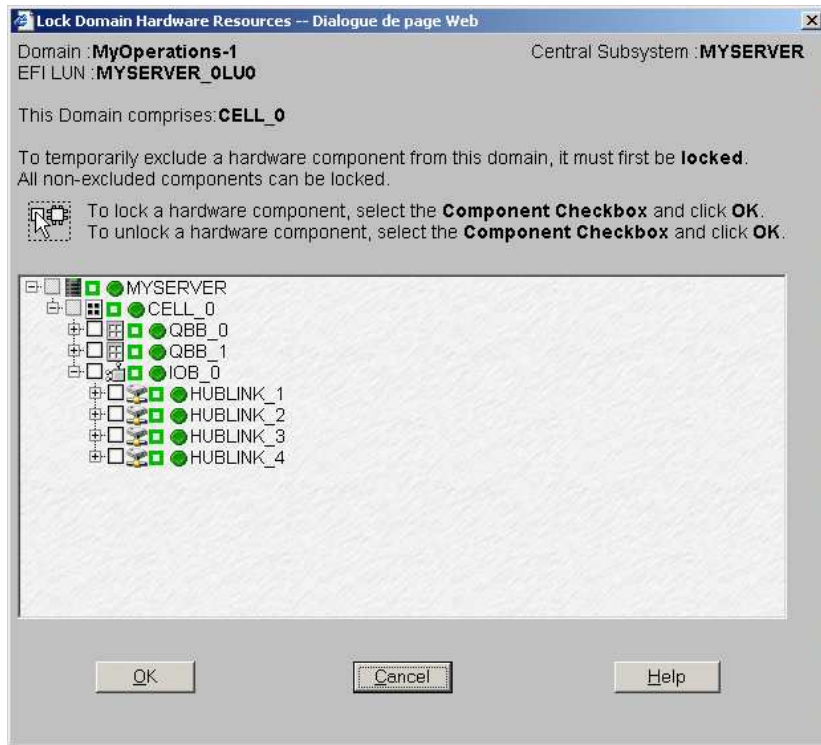 Lock Domain Hardware Resources -- Dialogue de page Web
Domain :MyOperations-1 Central Subsystem :MYSERVER
EFI LUN :MYSERVER_0LU0
This Domain comprises:CELL_0
To temporarily exclude a hardware component from this domain, it must first be locked.
All non-excluded components can be locked.
To lock a hardware component, select the Component Checkbox and click OK.
To unlock a hardware component, select the Component Checkbox and click OK.
MYSERVER
CELL_0
QBB_0
QBB_1
IOB_0
HUBLINK_1
HUBLINK_2
HUBLINK_3
HUBLINK_4
OK Cancel Help